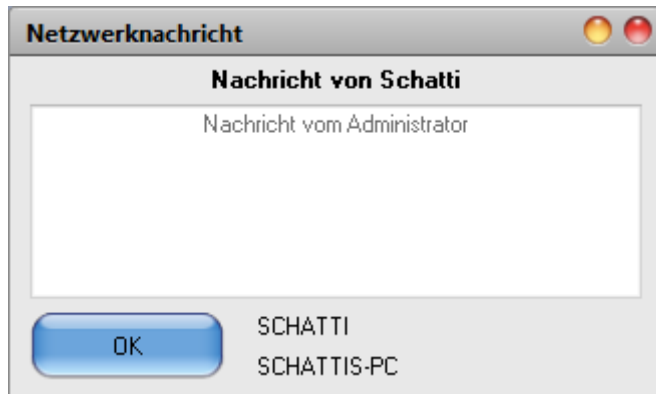 Netzwerknachricht
Nachricht von Schatti
Nachricht vom Administrator
OK
SCHATTI
SCHATTIS-PC